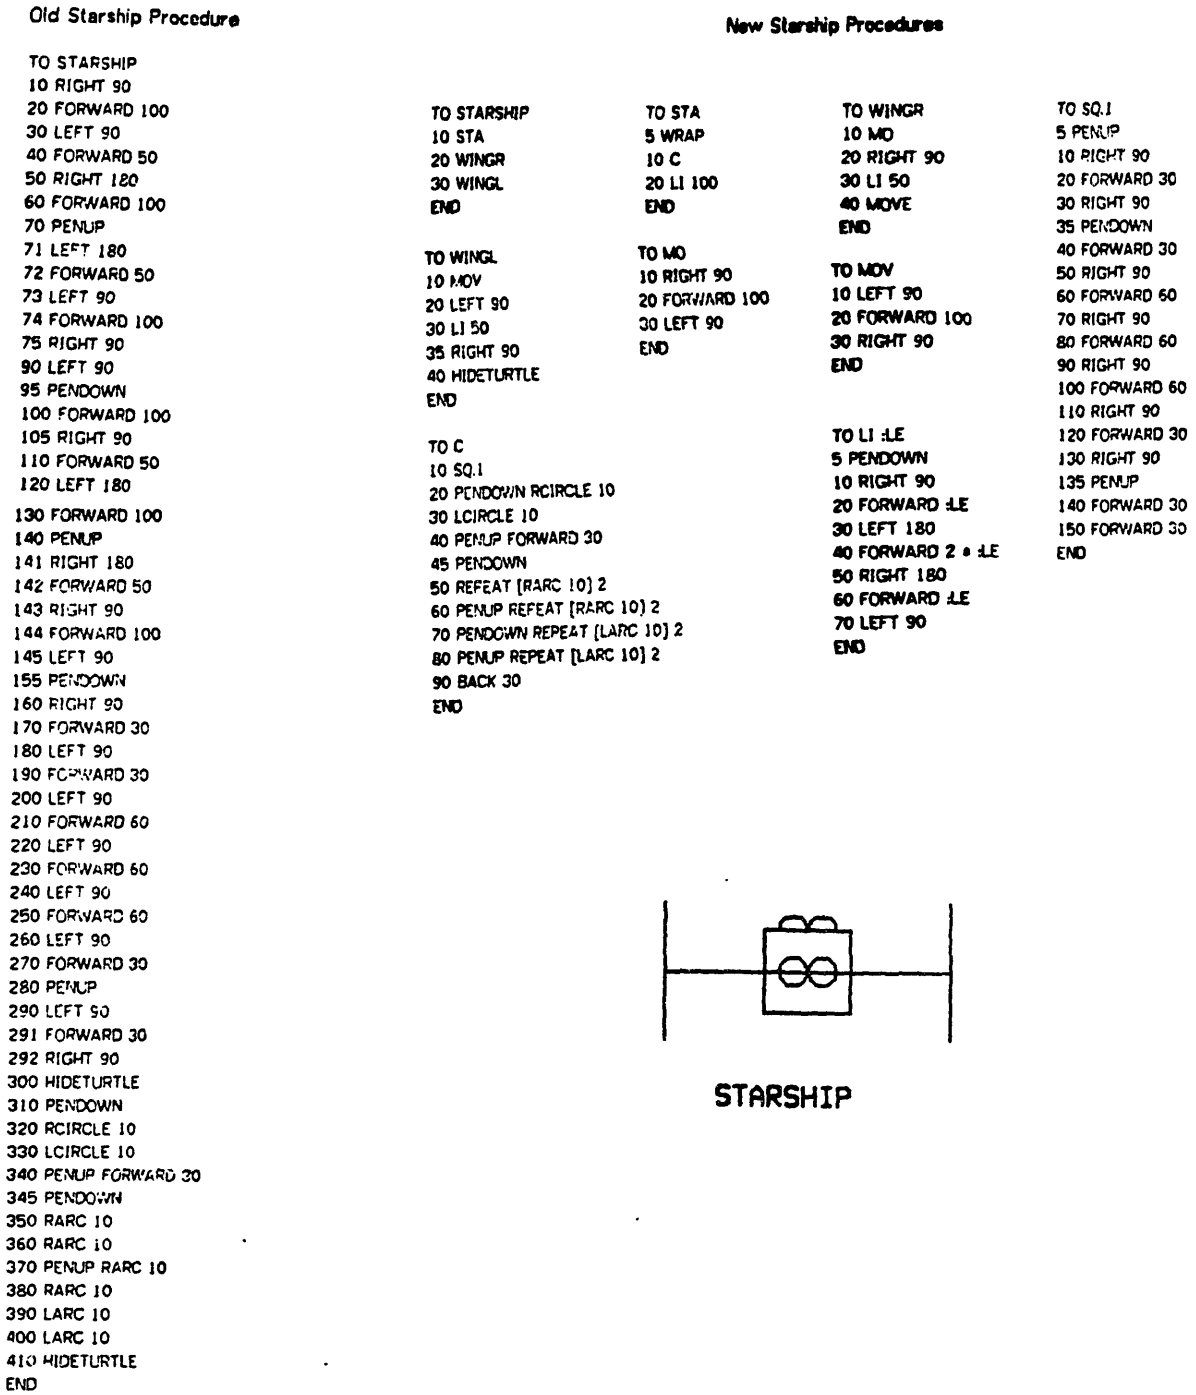 Old Starship Procedure
TO STARSHIP
10 RIGHT 90
20 FORWARD 100
30 LEFT 90
40 FORWARD 50
50 RIGHT 180
60 FORWARD 100
70 PENUP
71 LEFT 180
72 FORWARD 50
73 LEFT 90
74 FORWARD 100
75 RIGHT 90
90 LEFT 90
95 PENDOWN
100 FORWARD 100
105 RIGHT 90
110 FORWARD 50
120 LEFT 180
130 FORWARD 100
140 PENUP
141 RIGHT 180
142 FORWARD 50
143 RIGHT 90
144 FORWARD 100
145 LEFT 90
155 PENDOWN
160 RIGHT 90
170 FORWARD 30
180 LEFT 90
190 FORWARD 30
200 LEFT 90
210 FORWARD 60
220 LEFT 90
230 FORWARD 60
240 LEFT 90
250 FORWARD 60
260 LEFT 90
270 FORWARD 30
280 PENUP
290 LEFT 90
291 FORWARD 30
292 RIGHT 90
300 HIDETURTLE
310 PENDOWN
320 RCIRCLE 10
330 LCIRCLE 10
340 PENUP FORWARD 30
345 PENDOWN
350 RARC 10
360 RARC 10
370 PENUP RARC 10
380 RARC 10
390 LARC 10
400 LARC 10
410 HIDETURTLE
END
New Starship Procedures
TO STARSHIP
10 STA
20 WINGR
30 WINGL
END
TO WINGL
10 MOV
20 LEFT 90
30 LI 50
35 RIGHT 90
40 HIDETURTLE
END
TO C
10 SQ.1
20 PENDOWN RCIRCLE 10
30 LCIRCLE 10
40 PENUP FORWARD 30
45 PENDOWN
50 REPEAT [RARC 10] 2
60 PENUP REPEAT [RARC 10] 2
70 PENDOWN REPEAT [LARC 10] 2
80 PENUP REPEAT [LARC 10] 2
90 BACK 30
END
TO STA
5 WRAP
10 C
20 LI 100
END
TO MO
10 RIGHT 90
20 FORWARD 100
30 LEFT 90
END
TO WINGR
10 MO
20 RIGHT 90
30 LI 50
40 MOVE
END
TO MOV
10 LEFT 90
20 FORWARD 100
30 RIGHT 90
END
TO LI :LE
5 PENDOWN
10 RIGHT 90
20 FORWARD :LE
30 LEFT 180
40 FORWARD 2 * :LE
50 RIGHT 180
60 FORWARD :LE
70 LEFT 90
END
TO SQ.1
5 PENUP
10 RIGHT 90
20 FORWARD 30
30 RIGHT 90
35 PENDOWN
40 FORWARD 30
50 RIGHT 90
60 FORWARD 60
70 RIGHT 90
80 FORWARD 60
90 RIGHT 90
100 FORWARD 60
110 RIGHT 90
120 FORWARD 30
130 RIGHT 90
135 PENUP
140 FORWARD 30
150 FORWARD 30
END
STARSHIP